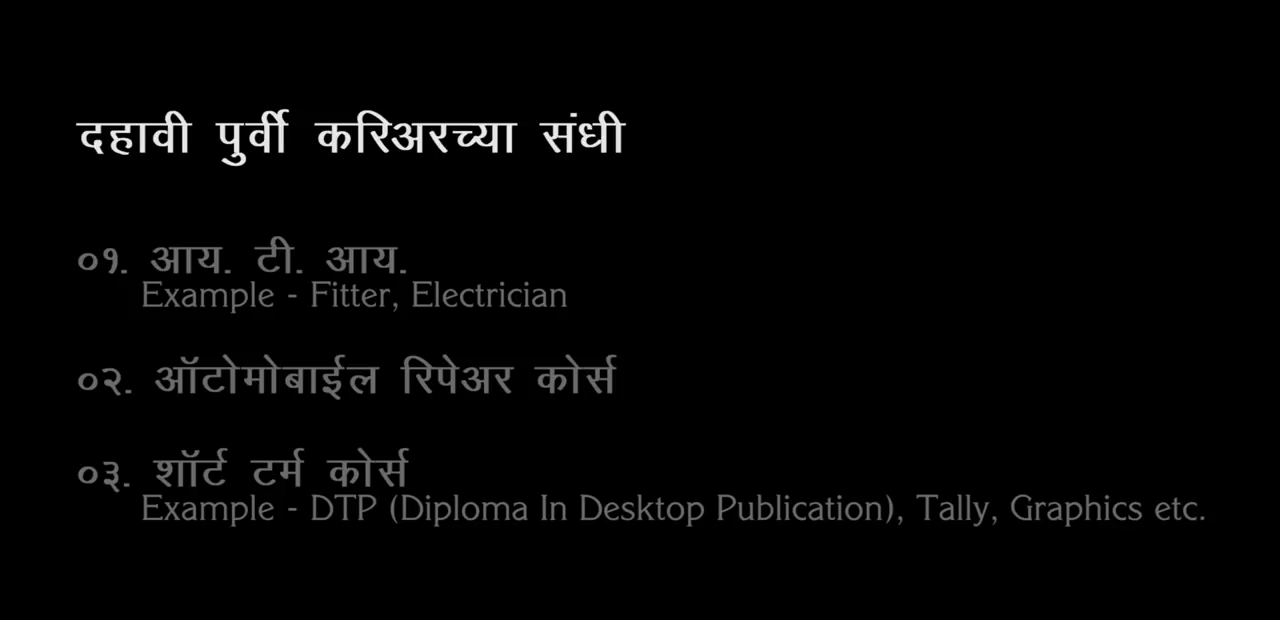 दहावी पुर्वी करिअरच्या संधी
०१. आय. टी. आय.
Example - Fitter, Electrician
०२. ऑटोमोबाईल रिपेअर कोर्स
०३. शॉर्ट टर्म कोर्स
Example - DTP (Diploma In Desktop Publication), Tally, Graphics etc.